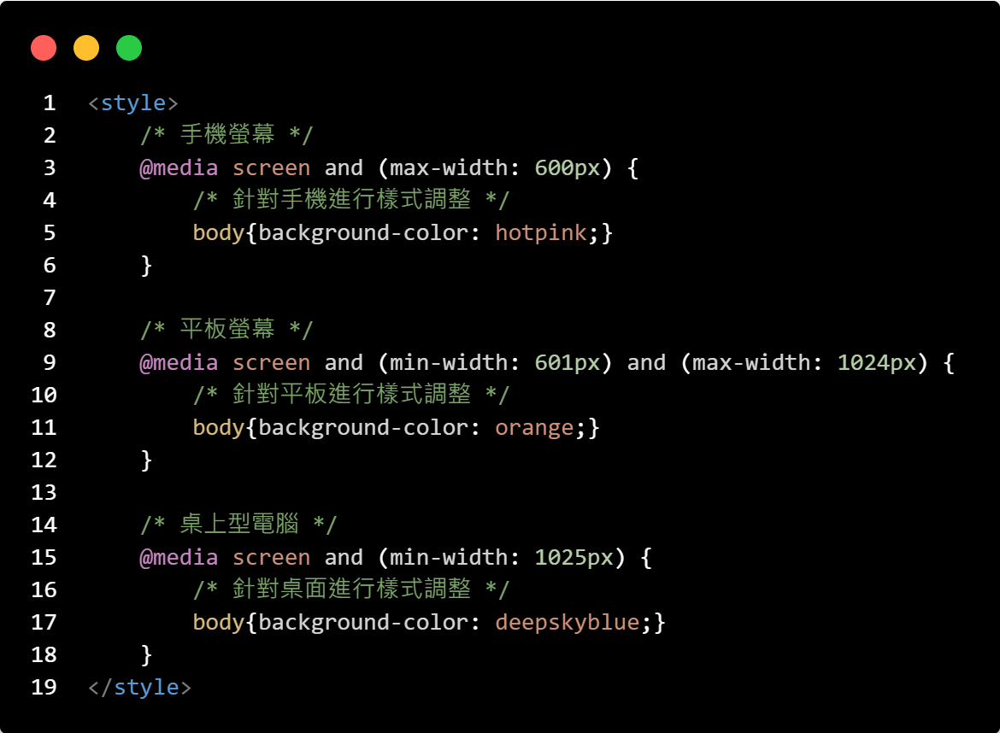 1 <style>
2     /* 手機螢幕 */
3     @media screen and (max-width: 600px) {
4         /* 針對手機進行樣式調整 */
5         body{background-color: hotpink;}
6     }
7
8     /* 平板螢幕 */
9     @media screen and (min-width: 601px) and (max-width: 1024px) {
10         /* 針對平板進行樣式調整 */
11         body{background-color: orange;}
12     }
13
14     /* 桌上型電腦 */
15     @media screen and (min-width: 1025px) {
16         /* 針對桌面進行樣式調整 */
17         body{background-color: deepskyblue;}
18     }
19 </style>